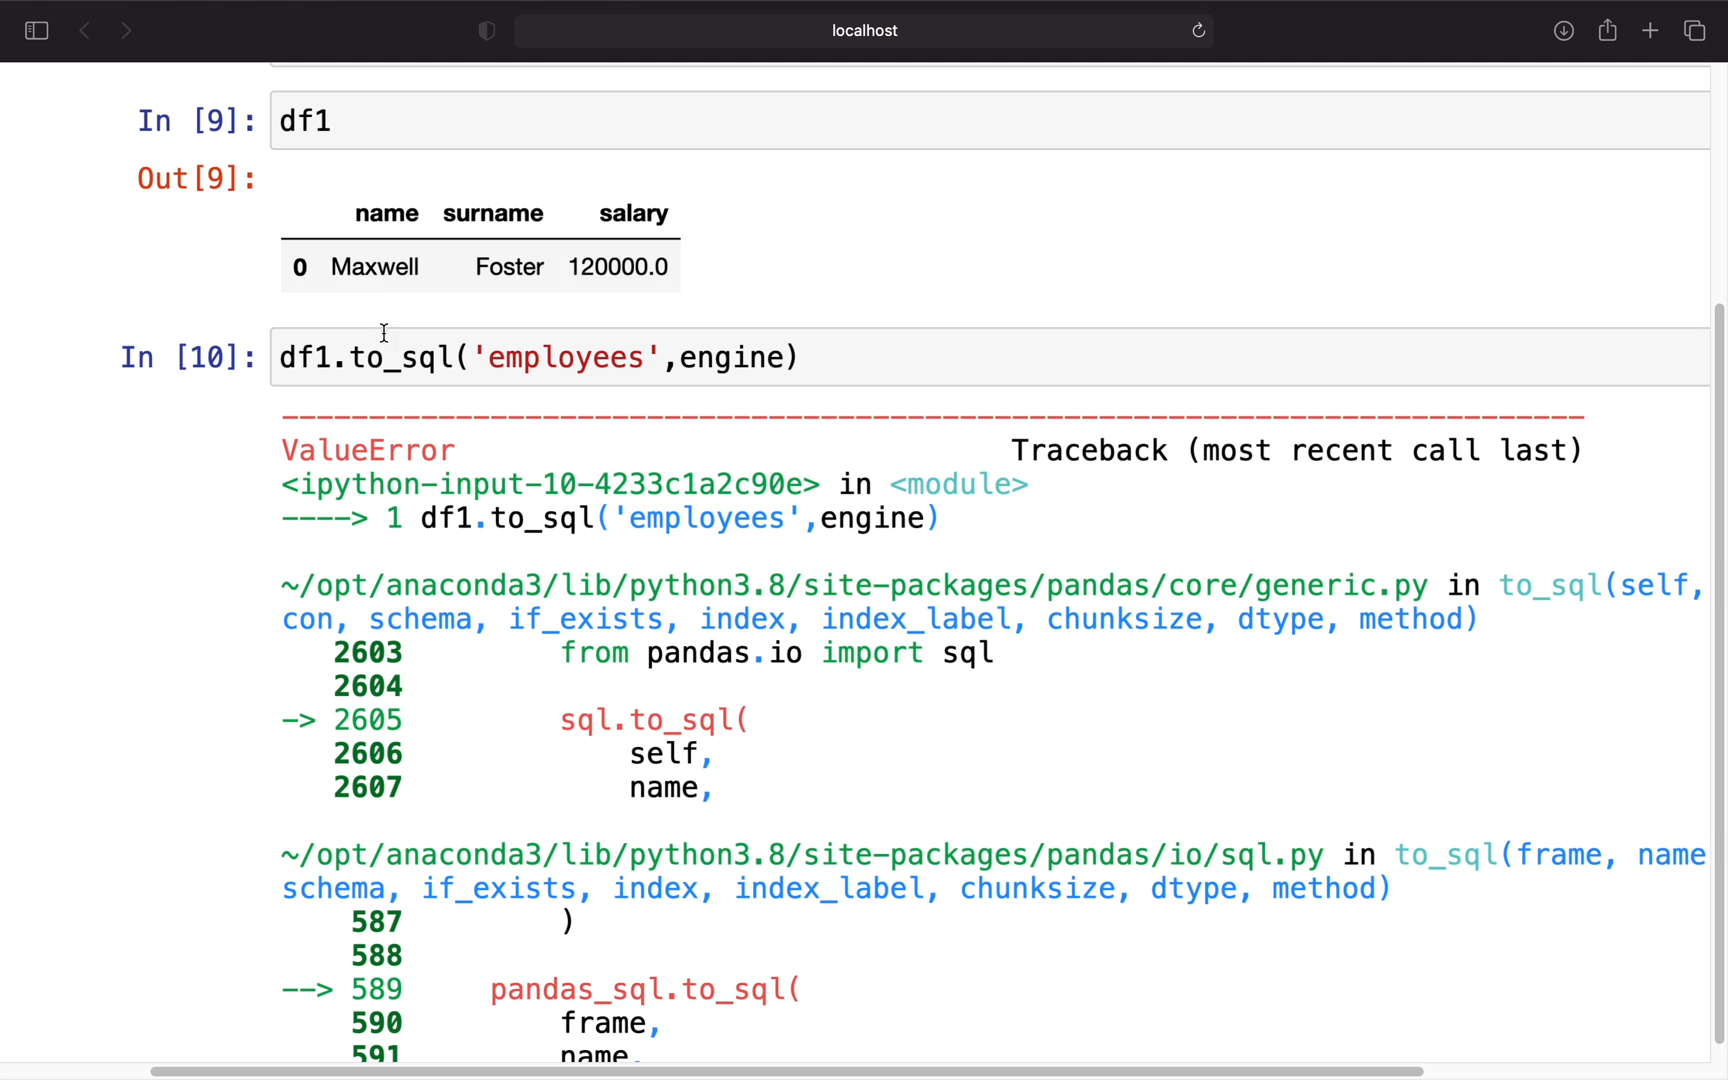 localhost
In [9]: df1
Out[9]:
name surname salary
0 Maxwell Foster 120000.0
In [10]: df1.to_sql('employees',engine)
---------------------------------------------------------------------------
ValueError Traceback (most recent call last)
<ipython-input-10-4233c1a2c90e> in <module>
----> 1 df1.to_sql('employees',engine)
~/opt/anaconda3/lib/python3.8/site-packages/pandas/core/generic.py in to_sql(self,
con, schema, if_exists, index, index_label, chunksize, dtype, method)
2603 from pandas.io import sql
2604
-> 2605 sql.to_sql(
2606 self,
2607 name,
~/opt/anaconda3/lib/python3.8/site-packages/pandas/io/sql.py in to_sql(frame, name
schema, if_exists, index, index_label, chunksize, dtype, method)
587 )
588
--> 589 pandas_sql.to_sql(
590 frame,
591 name,